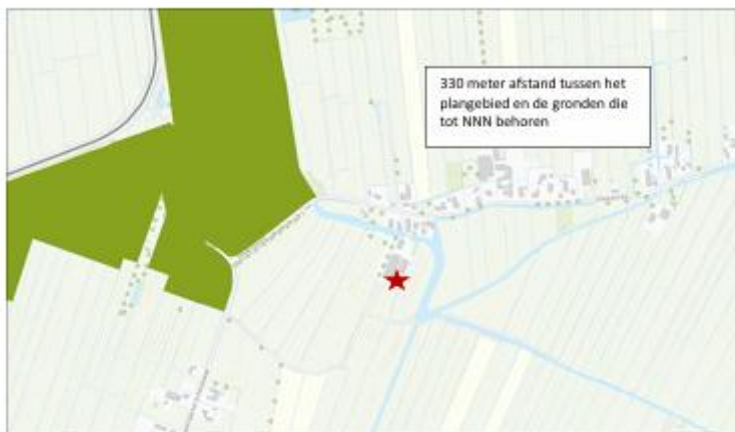 330 meter afstand tussen het
plangebied en de gronden die
tot NNN behoren